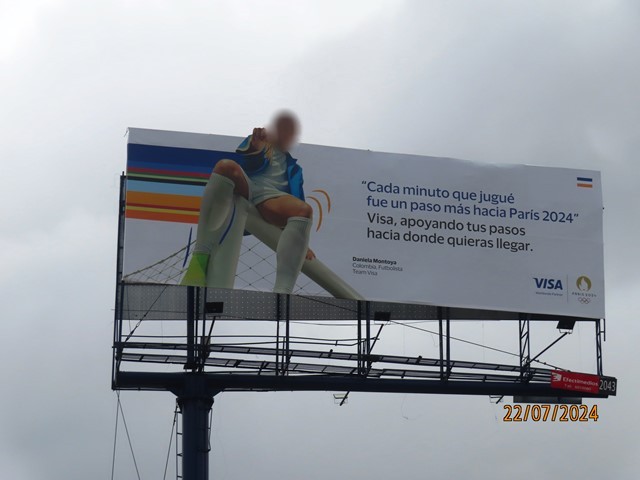 “Cada minuto que jugué
fue un paso más hacia París 2024”
Visa, apoyando tus pasos
hacia donde quieras llegar.
Daniela Montoya
Colombia, Futbolista
Team Visa
VISA
PARIS 2024
Efectimedios
2043
22/07/2024